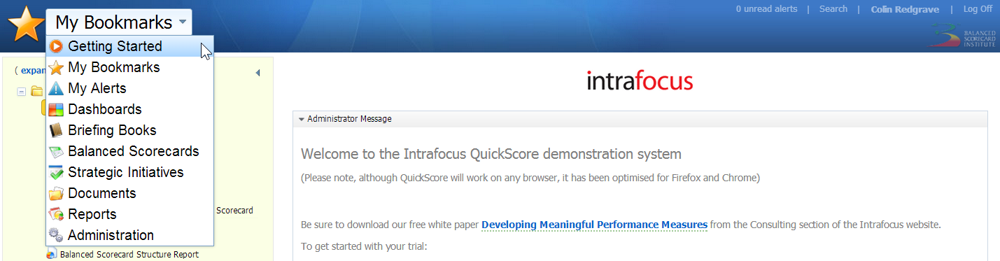 My Bookmarks
0 unread alerts | Search | Colin Redgrave | Log Off
BALANCED
SCORECARD
INSTITUTE
Getting Started
My Bookmarks
My Alerts
Dashboards
Briefing Books
Balanced Scorecards
Strategic Initiatives
Documents
Reports
Administration
( expan
Scorecard
Balanced Scorecard Structure Report
intrafocus
Administrator Message
Welcome to the Intrafocus QuickScore demonstration system
(Please note, although QuickScore will work on any browser, it has been optimised for Firefox and Chrome)
Be sure to download our free white paper Developing Meaningful Performance Measures from the Consulting section of the Intrafocus website.
To get started with your trial: